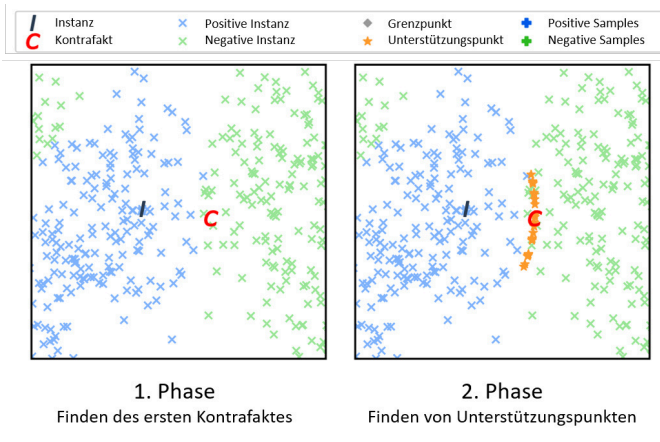 I Instanz
C Kontrafakt
Positive Instanz
Negative Instanz
Grenzpunkt
Unterstützungspunkt
Positive Samples
Negative Samples
I
C
I
C
1. Phase
Finden des ersten Kontrafaktes
2. Phase
Finden von Unterstützungspunkten